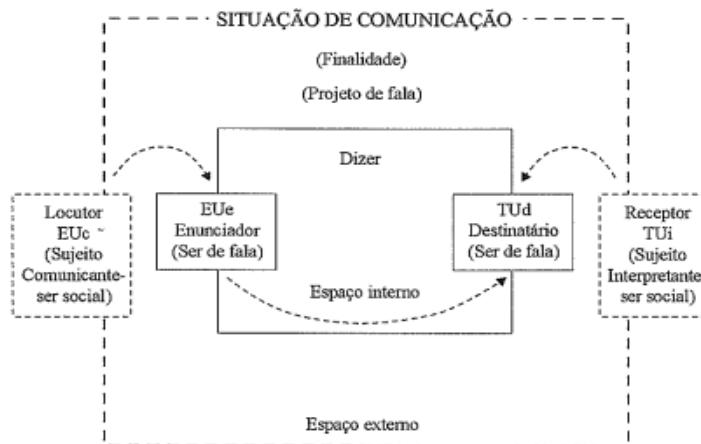 SITUAÇÃO DE COMUNICAÇÃO
(Finalidade)
(Projeto de fala)
Dizer
Locutor
EUc ~
(Sujeito
Comunicante-
ser social)
EUe
Enunciador
(Ser de fala)
TUd
Destinatário
(Ser de fala)
Receptor
TUi
(Sujeito
Interpretante
ser social)
Espaço interno
Espaço externo